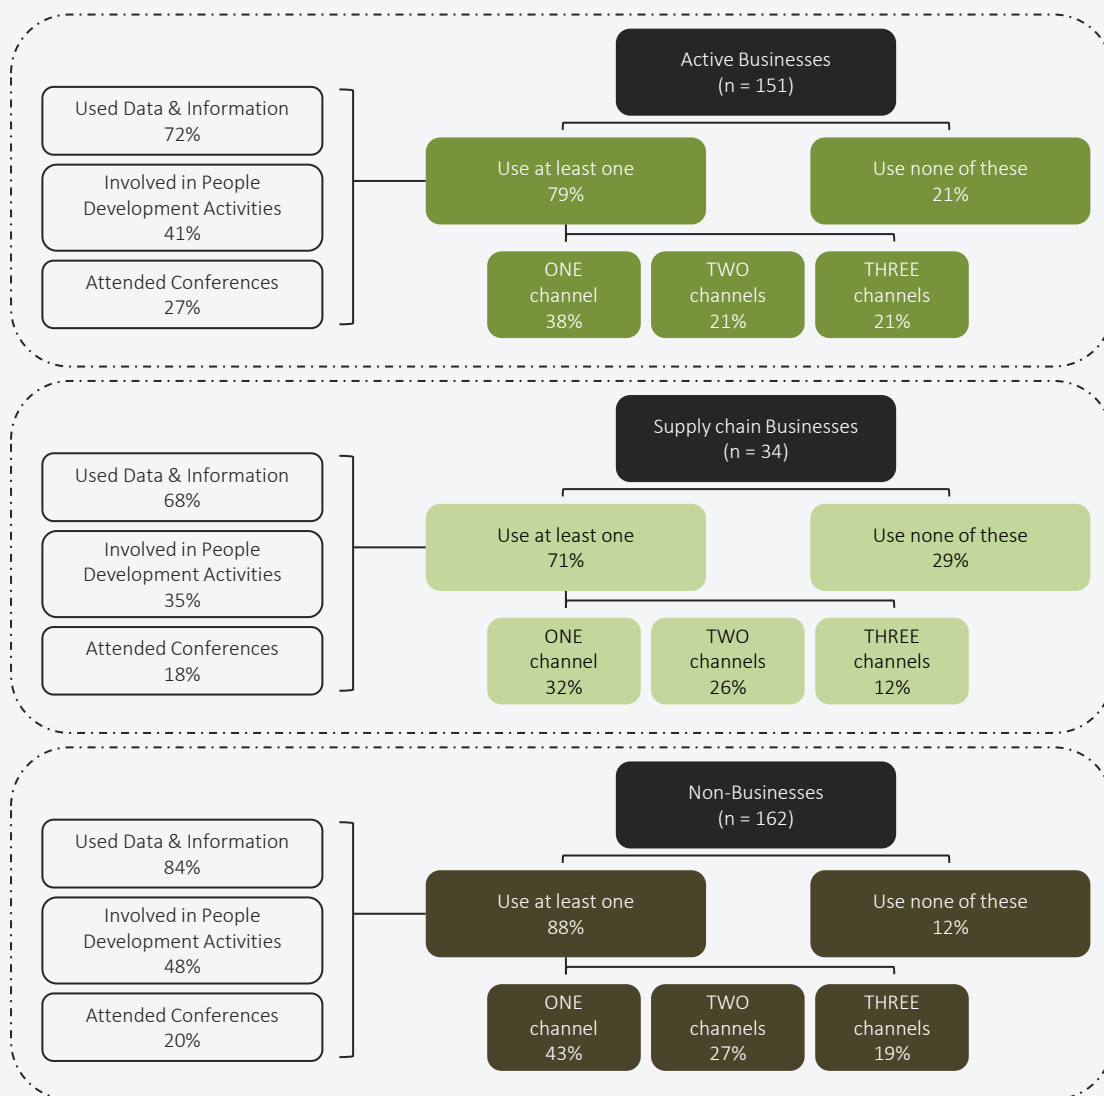 Active Businesses
(n = 151)
Used Data & Information
72%
Involved in People
Development Activities
41%
Attended Conferences
27%
Use at least one
79%
Use none of these
21%
ONE
channel
38%
TWO
channels
21%
THREE
channels
21%
Supply chain Businesses
(n = 34)
Used Data & Information
68%
Involved in People
Development Activities
35%
Attended Conferences
18%
Use at least one
71%
Use none of these
29%
ONE
channel
32%
TWO
channels
26%
THREE
channels
12%
Non-Businesses
(n = 162)
Used Data & Information
84%
Involved in People
Development Activities
48%
Attended Conferences
20%
Use at least one
88%
Use none of these
12%
ONE
channel
43%
TWO
channels
27%
THREE
channels
19%